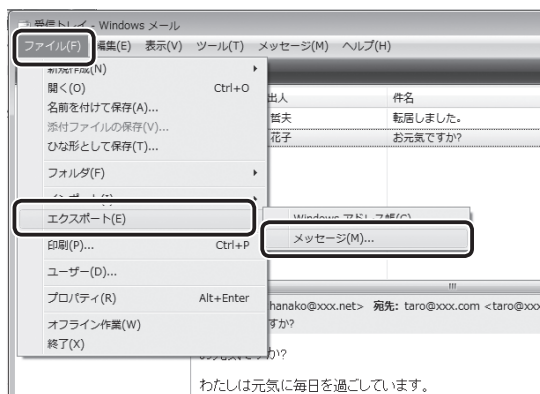 受信トレイ - Windows メール
ファイル(F) 編集(E) 表示(V) ツール(T) メッセージ(M) ヘルプ(H)
新規作成(N)
開く(O) Ctrl+O
名前を付けて保存(A)...
添付ファイルの保存(V)...
ひな形として保存(T)...
フォルダ(F)
エクスポート(E)
印刷(P)... Ctrl+P
ユーザー(D)...
プロパティ(R) Alt+Enter
オフライン作業(W)
終了(X)
Windows アドレス帳(C)...
メッセージ(M)...
出人 件名
哲夫 転居しました。
花子 お元気ですか?
hanako@xxx.net> 宛先: taro@xxx.com <taro@xxx
すか?
お元気ですか?
わたしは元気に毎日を過ごしています。